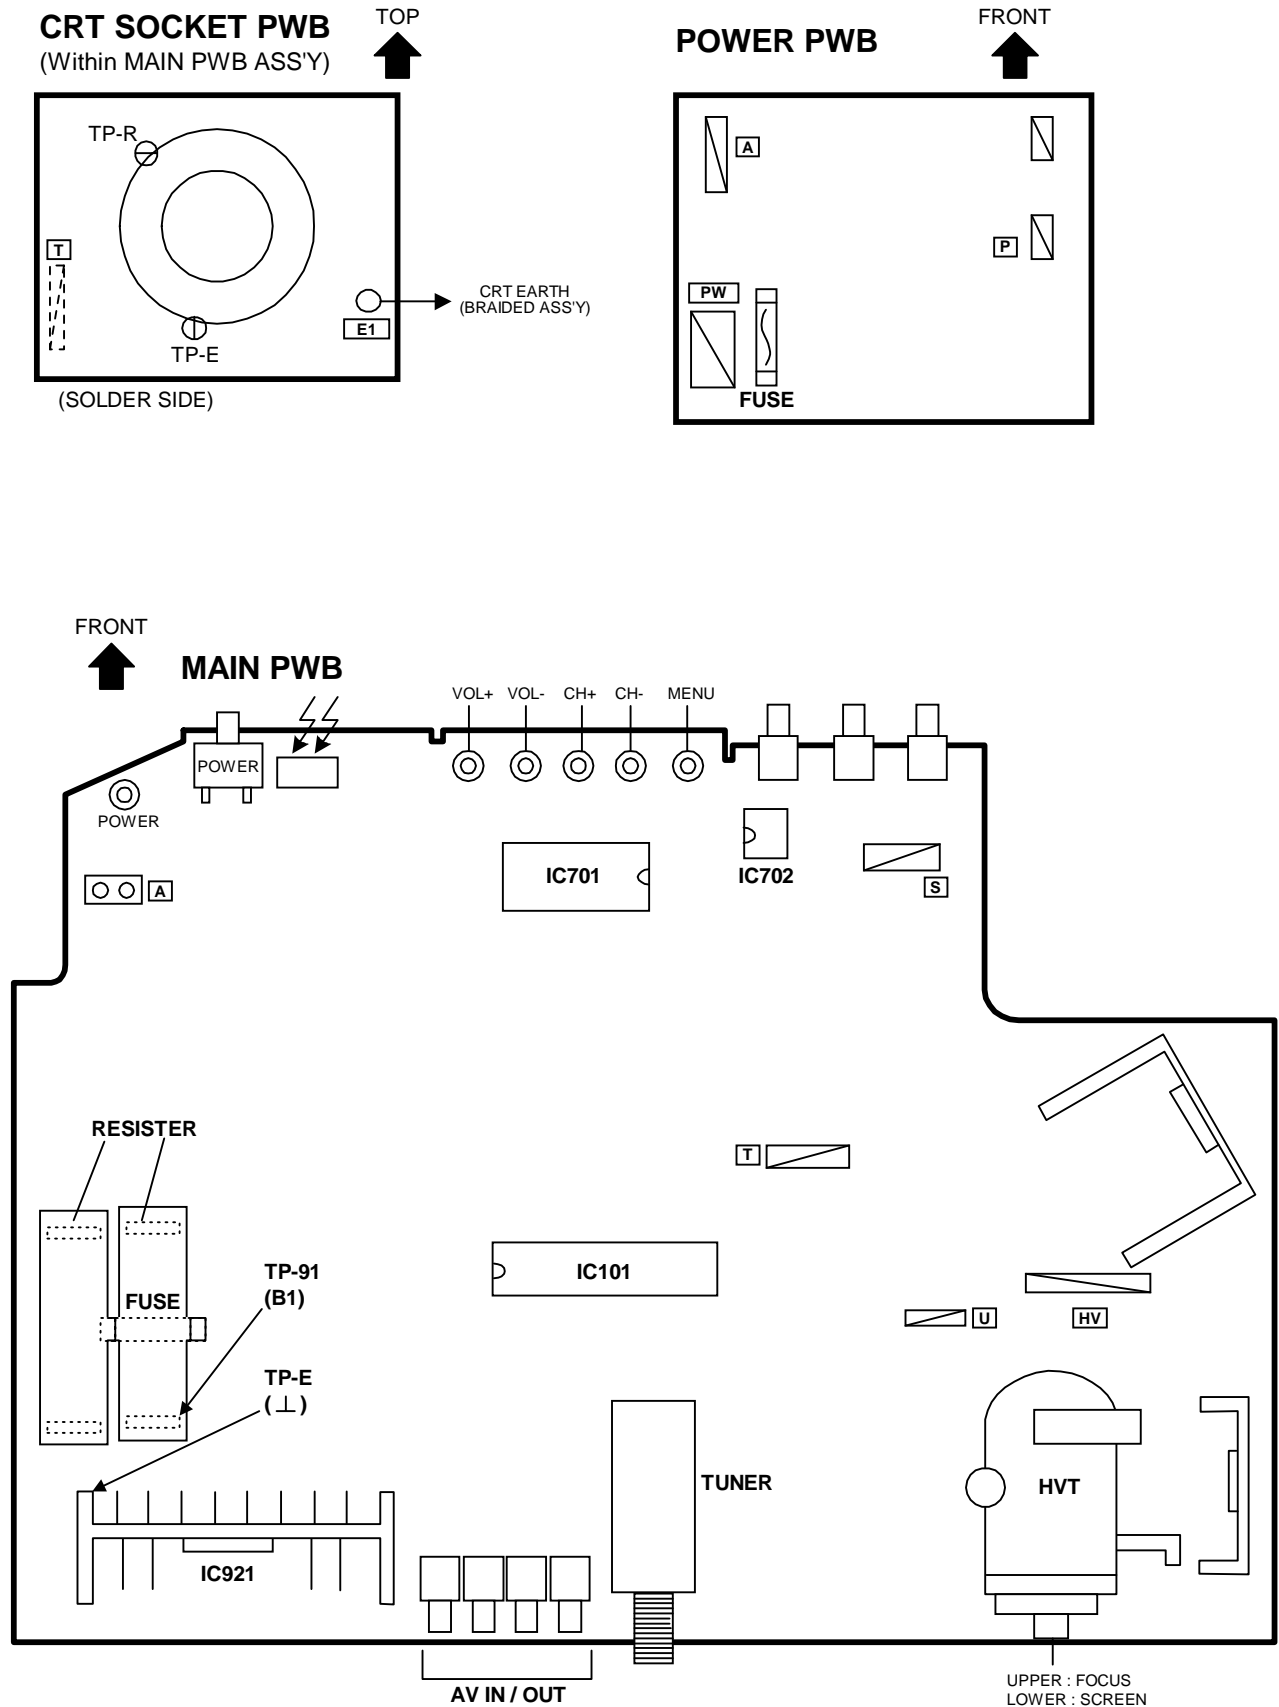 CRT SOCKET PWB
(Within MAIN PWB ASS'Y)
TOP
TP-R
T
TP-E
E1
CRT EARTH
(BRAIDED ASS'Y)
(SOLDER SIDE)
POWER PWB
FRONT
A
P
PW
FUSE
FRONT
MAIN PWB
VOL+
VOL-
CH+
CH-
MENU
POWER
POWER
A
IC701
IC702
S
RESISTER
T
TP-91
(B1)
FUSE
IC101
U
HV
TP-E
(⊥)
TUNER
HVT
IC921
AV IN / OUT
UPPER : FOCUS
LOWER : SCREEN